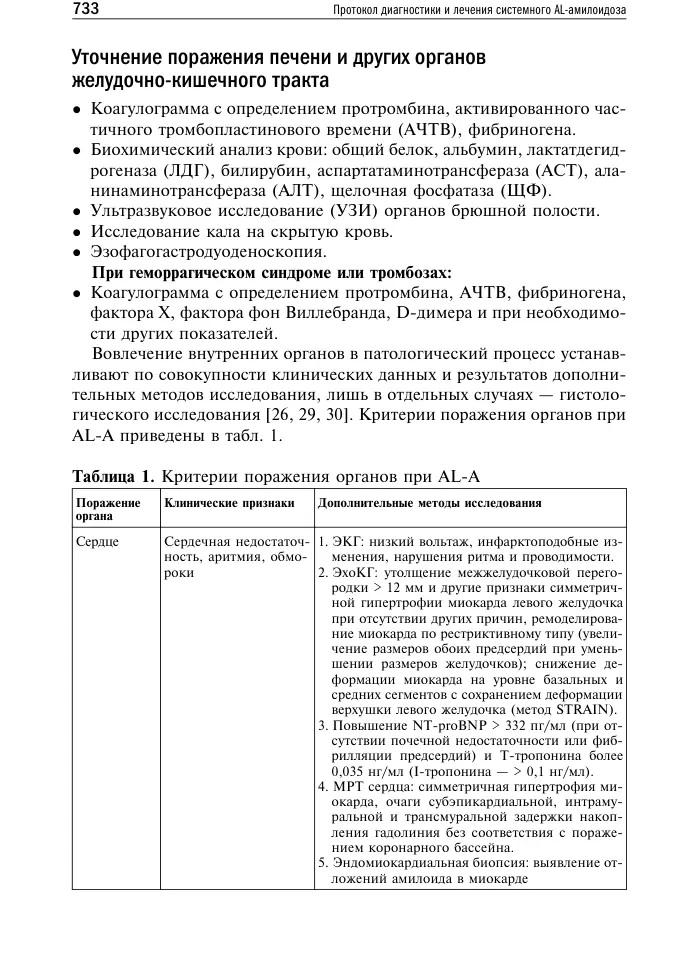 733
Протокол диагностики и лечения системного AL-амилоидоза
Уточнение поражения печени и других органов
желудочно-кишечного тракта
● Коагулограмма с определением протромбина, активированного час-
тичного тромбопластинового времени (АЧТВ), фибриногена.
● Биохимический анализ крови: общий белок, альбумин, лактатдегид-
рогеназа (ЛДГ), билирубин, аспартатаминотрансфераза (АСТ), ала-
нинаминотрансфераза (АЛТ), щелочная фосфатаза (ЩФ).
● Ультразвуковое исследование (УЗИ) органов брюшной полости.
● Исследование кала на скрытую кровь.
● Эзофагогастродуоденоскопия.
При геморрагическом синдроме или тромбозах:
● Коагулограмма с определением протромбина, АЧТВ, фибриногена,
фактора X, фактора фон Виллебранда, D-димера и при необходимо-
сти других показателей.
Вовлечение внутренних органов в патологический процесс устанав-
ливают по совокупности клинических данных и результатов дополни-
тельных методов исследования, лишь в отдельных случаях — гистоло-
гического исследования [26, 29, 30]. Критерии поражения органов при
AL-А приведены в табл. 1.
Таблица 1. Критерии поражения органов при AL-А
Поражение
органа
Клинические признаки
Дополнительные методы исследования
Сердце
Сердечная недостаточ-
ность, аритмия, обмо-
роки
1. ЭКГ: низкий вольтаж, инфарктоподобные из-
менения, нарушения ритма и проводимости.
2. ЭхоКГ: утолщение межжелудочковой перего-
родки > 12 мм и другие признаки симметрич-
ной гипертрофии миокарда левого желудочка
при отсутствии других причин, ремоделирова-
ние миокарда по рестриктивному типу (увели-
чение размеров обоих предсердий при умень-
шении размеров желудочков); снижение де-
формации миокарда на уровне базальных и
средних сегментов с сохранением деформации
верхушки левого желудочка (метод STRAIN).
3. Повышение NT-proBNP > 332 пг/мл (при от-
сутствии почечной недостаточности или фиб-
рилляции предсердий) и Т-тропонина более
0,035 нг/мл (I-тропонина — > 0,1 нг/мл).
4. МРТ сердца: симметричная гипертрофия ми-
окарда, очаги субэпикардиальной, интраму-
ральной и трансмуральной задержки накоп-
ления гадолиния без соответствия с пораже-
нием коронарного бассейна.
5. Эндомиокардиальная биопсия: выявление от-
ложений амилоида в миокарде